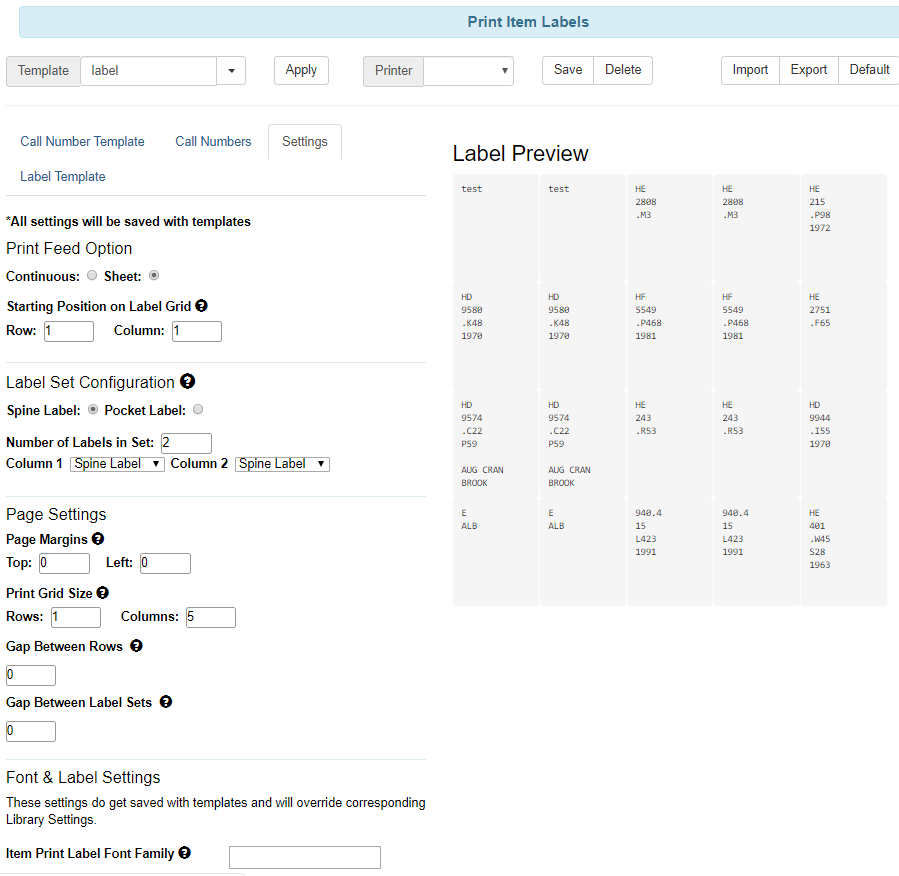 Print Item Labels
Template label Apply Printer Save Delete Import Export Default
Call Number Template Call Numbers Settings
Label Template
*All settings will be saved with templates
Print Feed Option
Continuous: Sheet:
Starting Position on Label Grid ?
Row: 1 Column: 1
Label Set Configuration ?
Spine Label: Pocket Label:
Number of Labels in Set: 2
Column 1 Spine Label Column 2 Spine Label
Page Settings
Page Margins ?
Top: 0 Left: 0
Print Grid Size ?
Rows: 1 Columns: 5
Gap Between Rows ?
0
Gap Between Label Sets ?
0
Font & Label Settings
These settings do get saved with templates and will override corresponding
Library Settings.
Item Print Label Font Family ?
Label Preview
test test HE HE HE
2808 2808 215
.M3 .M3 .P98
1972
HD HD HF HF HE
9580 9580 5549 5549 2751
.K48 .K48 .P468 .P468 .F65
1970 1970 1981 1981
HD HD HE HE HD
9574 9574 243 243 9944
.C22 .C22 .R53 .R53 .I55
P59 P59 1970
AUG CRAN AUG CRAN
BROOK BROOK
E E 940.4 940.4 HE
ALB ALB 15 15 401
L423 L423 .W45
1991 1991 S28
1963